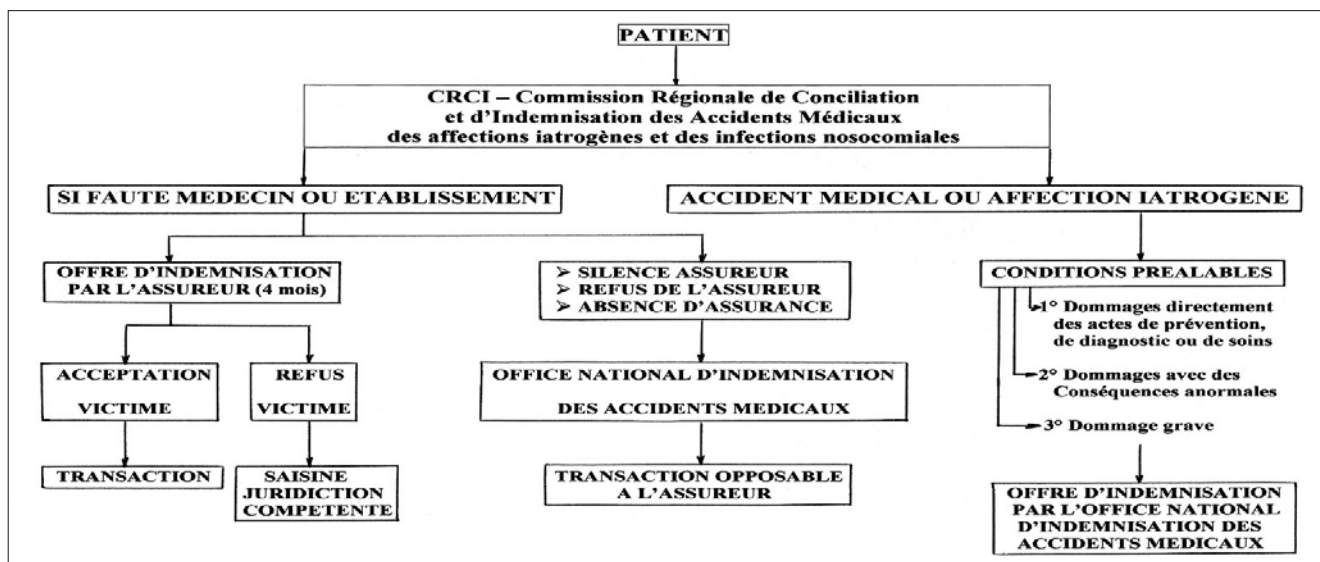 PATIENT
CRCI – Commission Régionale de Conciliation
et d'Indemnisation des Accidents Médicaux
des affections iatrogènes et des infections nosocomiales
SI FAUTE MEDECIN OU ETABLISSEMENT
ACCIDENT MEDICAL OU AFFECTION IATROGENE
OFFRE D'INDEMNISATION
PAR L'ASSUREUR (4 mois)
➢ SILENCE ASSUREUR
➢ REFUS DE L'ASSUREUR
➢ ABSENCE D'ASSURANCE
CONDITIONS PREALABLES
1° Dommages directement
des actes de prévention,
de diagnostic ou de soins
2° Dommages avec des
Conséquences anormales
3° Dommage grave
ACCEPTATION
VICTIME
REFUS
VICTIME
OFFICE NATIONAL D'INDEMNISATION
DES ACCIDENTS MEDICAUX
TRANSACTION
SAISINE
JURIDICTION
COMPETENTE
TRANSACTION OPPOSABLE
A L'ASSUREUR
OFFRE D'INDEMNISATION
PAR L'OFFICE NATIONAL
D'INDEMNISATION DES
ACCIDENTS MEDICAUX